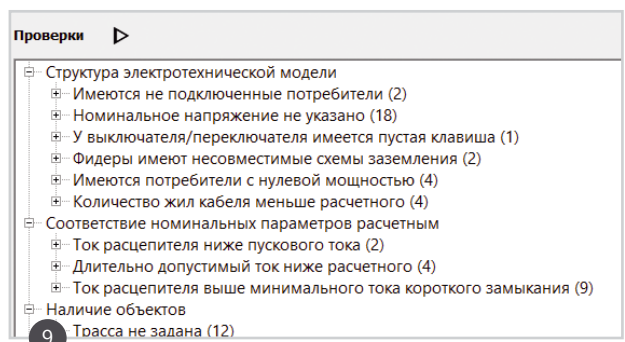 Проверки
Структура электротехнической модели
Имеются не подключенные потребители (2)
Номинальное напряжение не указано (18)
У выключателя/переключателя имеется пустая клавиша (1)
Фидеры имеют несовместимые схемы заземления (2)
Имеются потребители с нулевой мощностью (4)
Количество жил кабеля меньше расчетного (4)
Соответствие номинальных параметров расчетным
Ток расцепителя ниже пускового тока (2)
Длительно допустимый ток ниже расчетного (4)
Ток расцепителя выше минимального тока короткого замыкания (9)
Наличие объектов
9 Трасса не задана (12)